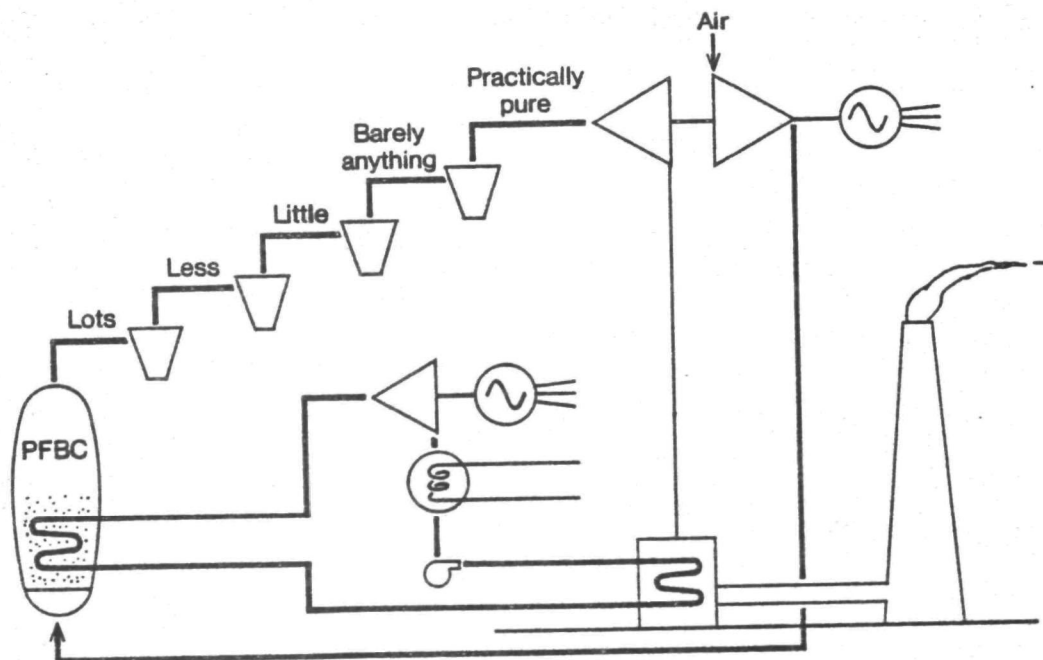 Air
Practically
pure
Barely
anything
Little
Less
Lots
PFBC